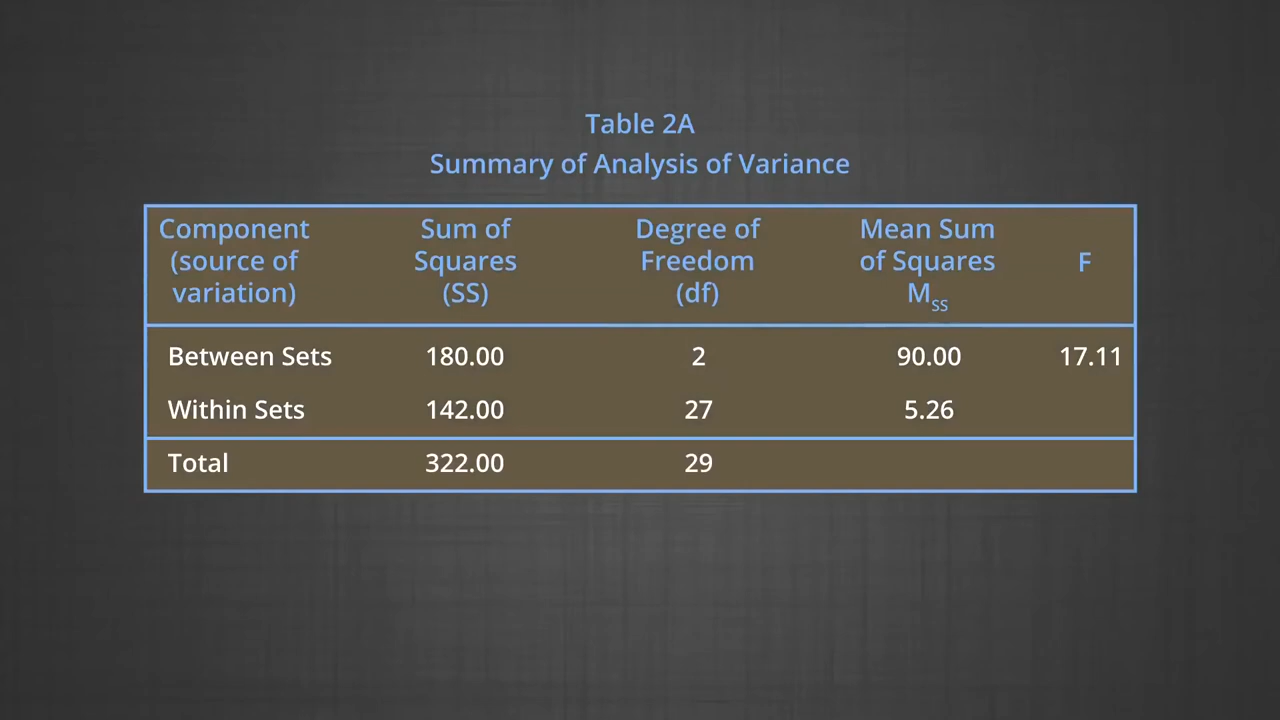 Table 2A
Summary of Analysis of Variance
Component (source of variation) Sum of Squares (SS) Degree of Freedom (df) Mean Sum of Squares Mss F
Between Sets 180.00 2 90.00 17.11
Within Sets 142.00 27 5.26
Total 322.00 29